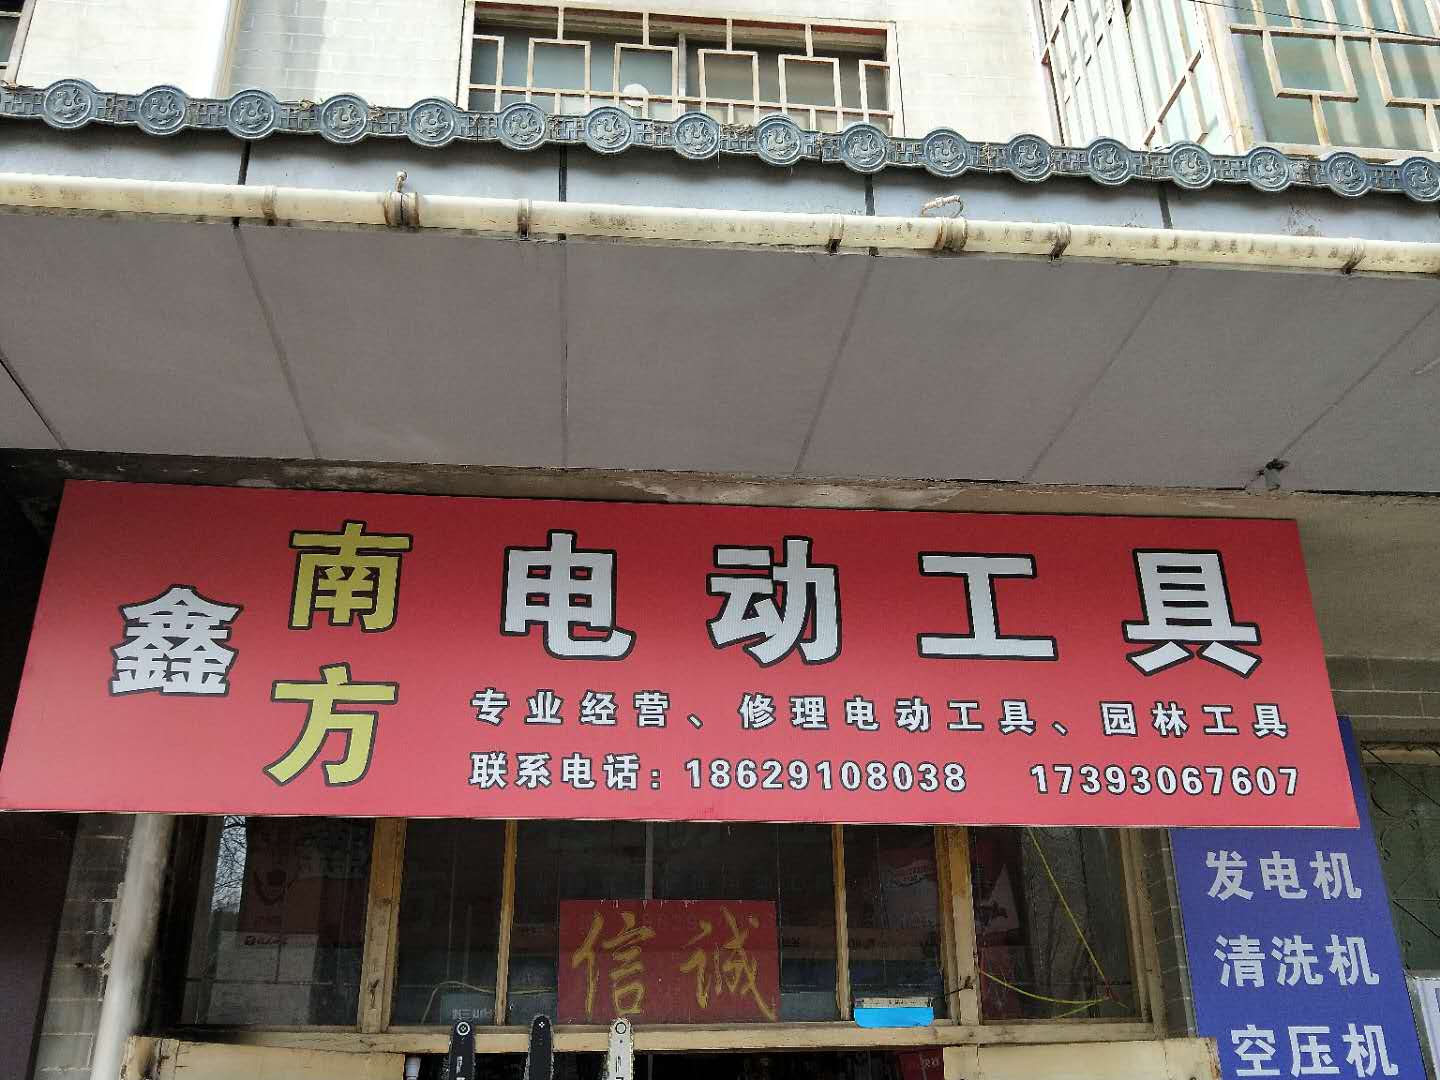 鑫南方电动工具
专业经营、修理电动工具、园林工具
联系电话:18629108038 17393067607
信诚
发电机
清洗机
空压机